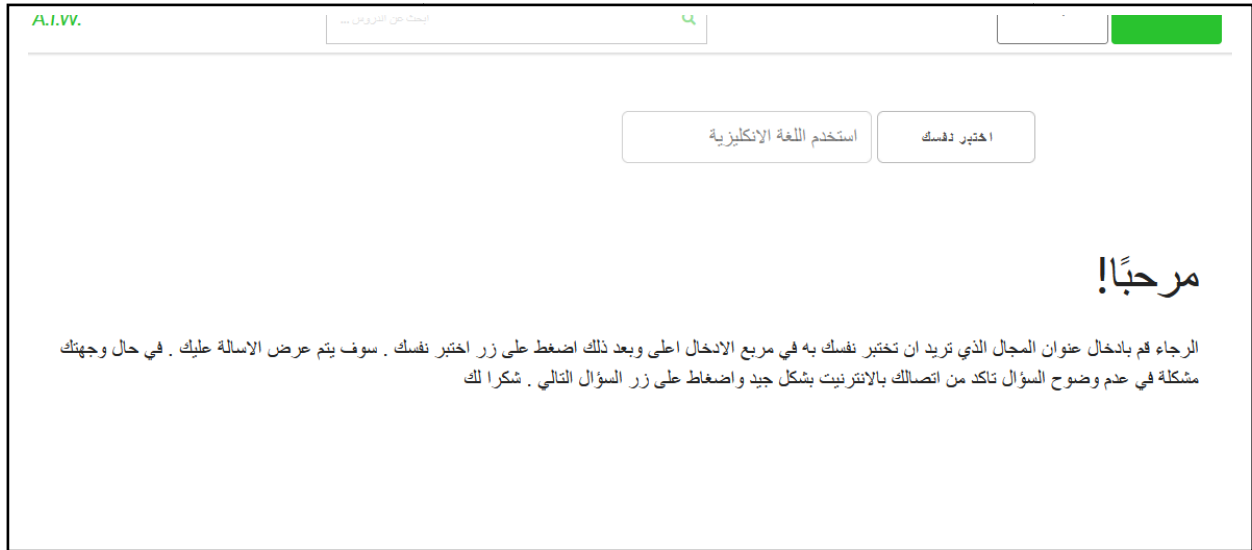 A.I.W.
ابحث عن الدروس ...
اختبر نفسك
استخدم اللغة الانكليزية
مرحبًا!
الرجاء قم بادخال عنوان المجال الذي تريد ان تختبر نفسك به في مربع الادخال اعلى وبعد ذلك اضغط على زر اختبر نفسك . سوف يتم عرض الاسالة عليك . في حال وجهتك
مشكلة في عدم وضوح السؤال تاكد من اتصالك بالانترنيت بشكل جيد واضغاط على زر السؤال التالي . شكرا لك